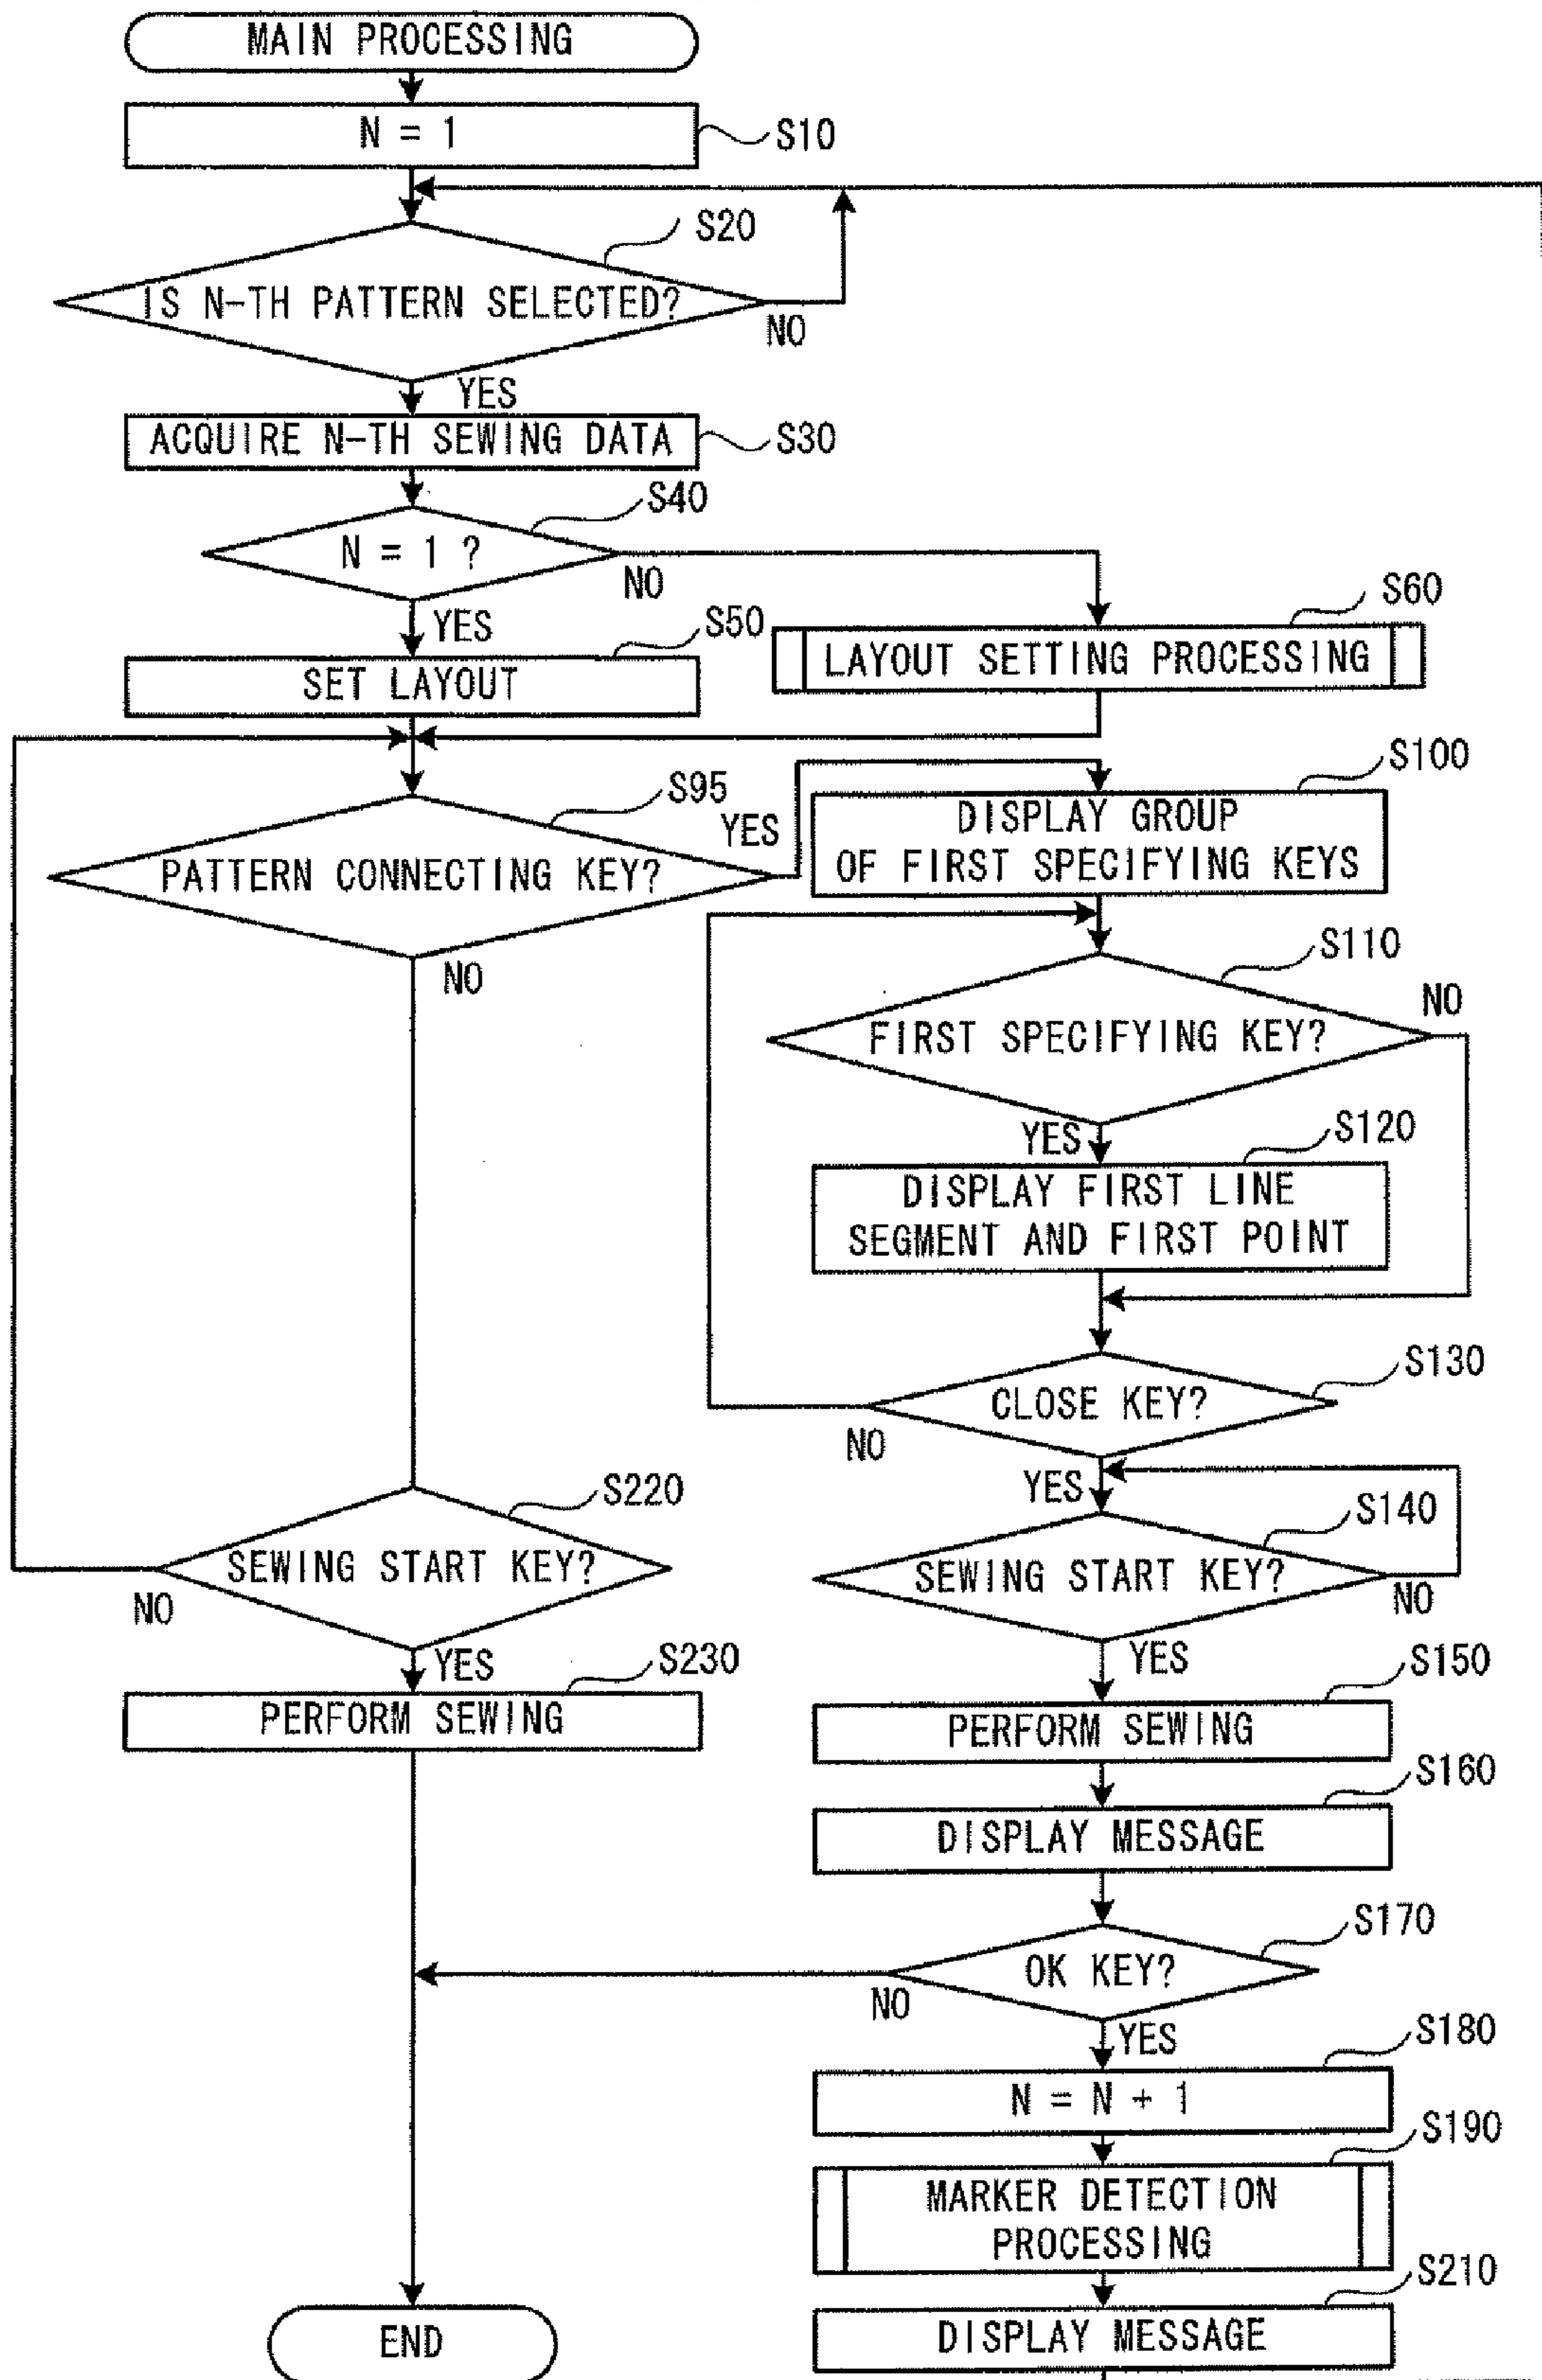 MAIN PROCESSING
N = 1
S10
S20
IS N-TH PATTERN SELECTED?
NO
YES
ACQUIRE N-TH SEWING DATA
S30
S40
N = 1 ?
NO
YES
S50
SET LAYOUT
S60
LAYOUT SETTING PROCESSING
S95
PATTERN CONNECTING KEY?
YES
NO
S100
DISPLAY GROUP
OF FIRST SPECIFYING KEYS
S110
FIRST SPECIFYING KEY?
NO
YES
S120
DISPLAY FIRST LINE
SEGMENT AND FIRST POINT
S130
CLOSE KEY?
NO
YES
S140
SEWING START KEY?
NO
YES
S220
SEWING START KEY?
NO
YES
S230
PERFORM SEWING
S150
PERFORM SEWING
S160
DISPLAY MESSAGE
S170
OK KEY?
NO
YES
S180
N = N + 1
S190
MARKER DETECTION
PROCESSING
S210
DISPLAY MESSAGE
END